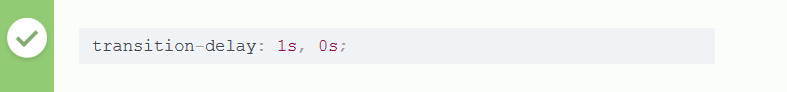 transition-delay: 1s, 0s;